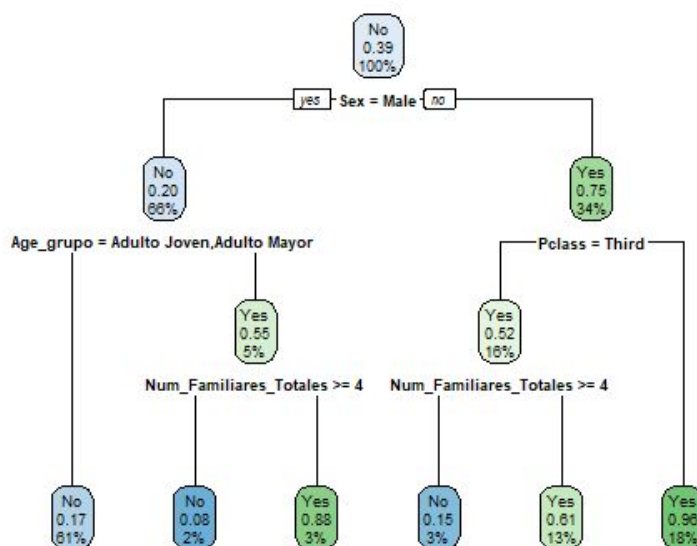 No
0.39
100%
yes Sex = Male no
No
0.20
66%
Yes
0.75
34%
Age_grupo = Adulto Joven,Adulto Mayor
Pclass = Third
Yes
0.55
5%
Yes
0.52
16%
Num_Familiares_Totales >= 4
Num_Familiares_Totales >= 4
No
0.17
61%
No
0.08
2%
Yes
0.88
3%
No
0.15
3%
Yes
0.61
13%
Yes
0.96
18%